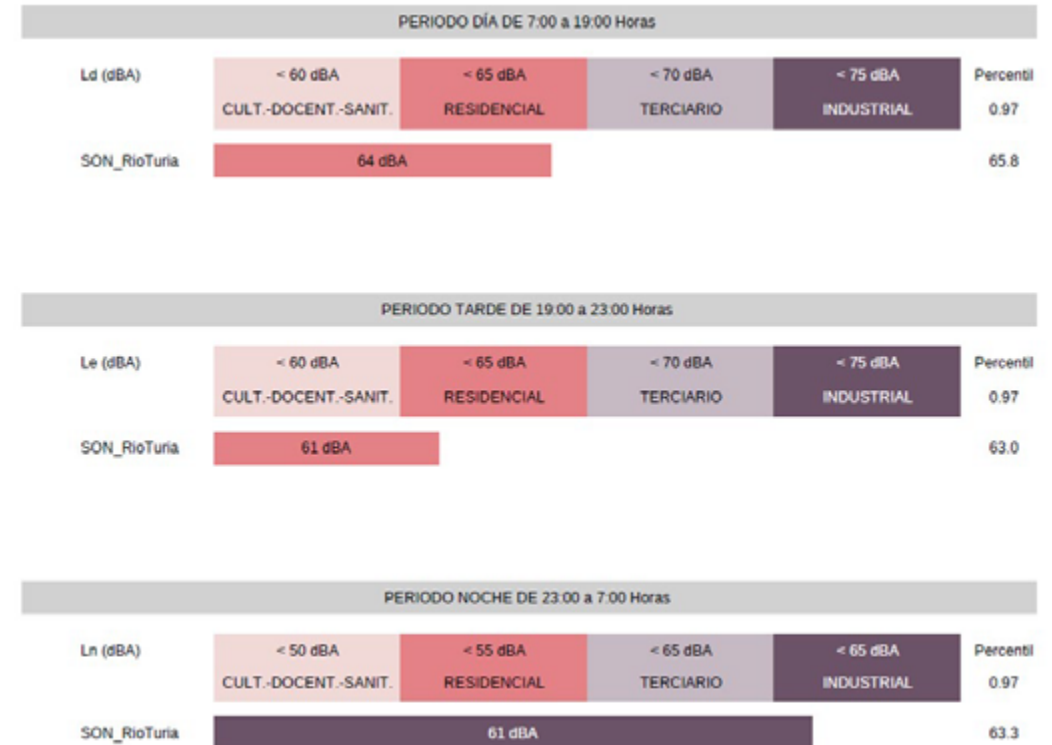 PERIODO DÍA DE 7:00 a 19:00 Horas
Ld (dBA) < 60 dBA < 65 dBA < 70 dBA < 75 dBA Percentil
CULT.-DOCENT.-SANIT. RESIDENCIAL TERCIARIO INDUSTRIAL 0.97
SON_RioTuria 64 dBA 65.8
PERIODO TARDE DE 19:00 a 23:00 Horas
Le (dBA) < 60 dBA < 65 dBA < 70 dBA < 75 dBA Percentil
CULT.-DOCENT.-SANIT. RESIDENCIAL TERCIARIO INDUSTRIAL 0.97
SON_RioTuria 61 dBA 63.0
PERIODO NOCHE DE 23:00 a 7:00 Horas
Ln (dBA) < 50 dBA < 55 dBA < 65 dBA < 65 dBA Percentil
CULT.-DOCENT.-SANIT. RESIDENCIAL TERCIARIO INDUSTRIAL 0.97
SON_RioTuria 61 dBA 63.3